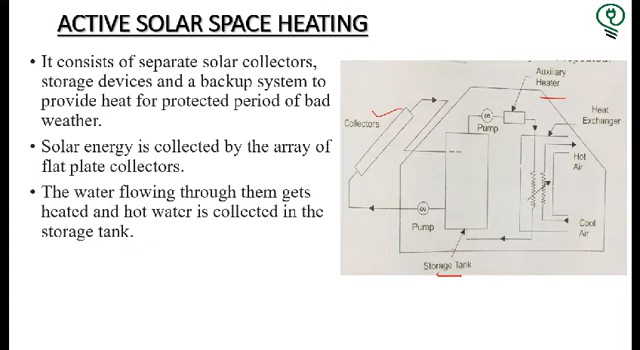 ACTIVE SOLAR SPACE HEATING
• It consists of separate solar collectors,
storage devices and a backup system to
provide heat for protected period of bad
weather.
• Solar energy is collected by the array of
flat plate collectors.
• The water flowing through them gets
heated and hot water is collected in the
storage tank.
Auxiliary
Heater
Collectors
Pump
Heat
Exchanger
Hot
Air
Cool
Air
Pump
Storage Tank